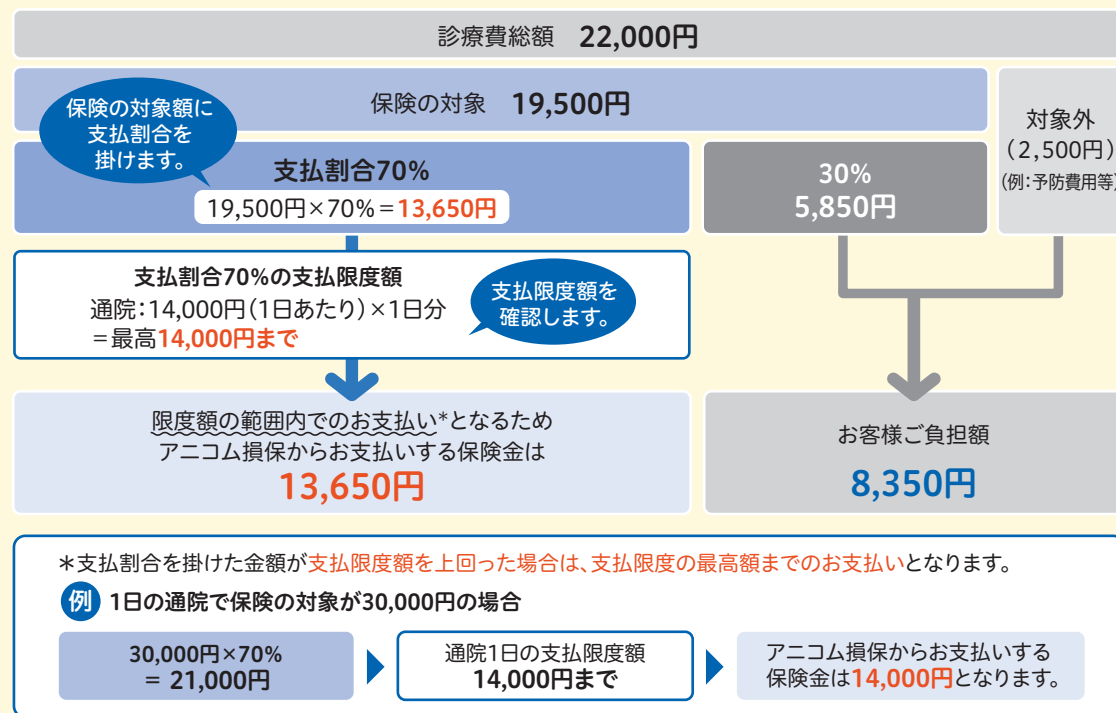 診療費総額 22,000円
保険の対象 19,500円
保険の対象額に
支払割合を
掛けます。
対象外
（2,500円）
（例：予防費用等）
支払割合70％
19,500円×70％＝13,650円
30％
5,850円
支払割合70％の支払限度額
通院：14,000円（1日あたり）×1日分
＝最高14,000円まで
支払限度額を
確認します。
限度額の範囲内でのお支払い*となるため
アニコム損保からお支払いする保険金は
13,650円
お客様ご負担額
8,350円
＊支払割合を掛けた金額が支払限度額を上回った場合は、支払限度の最高額までのお支払いとなります。
例 1日の通院で保険の対象が30,000円の場合
30,000円×70％
＝ 21,000円
通院1日の支払限度額
14,000円まで
アニコム損保からお支払いする
保険金は14,000円となります。